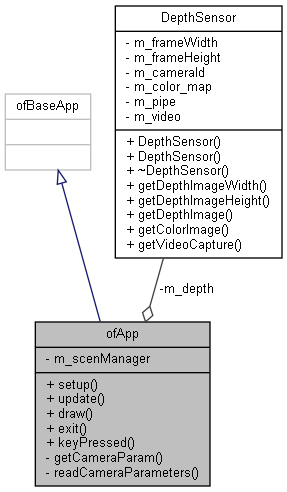 DepthSensor
- m_frameWidth
- m_frameHeight
- m_cameraId
- m_color_map
- m_pipe
- m_video
+ DepthSensor()
+ DepthSensor()
+ ~DepthSensor()
+ getDepthImageWidth()
+ getDepthImageHeight()
+ getDepthImage()
+ getColorImage()
+ getVideoCapture()
ofBaseApp
-m_depth
ofApp
- m_scenManager
+ setup()
+ update()
+ draw()
+ exit()
+ keyPressed()
- getCameraParam()
- readCameraParameters()